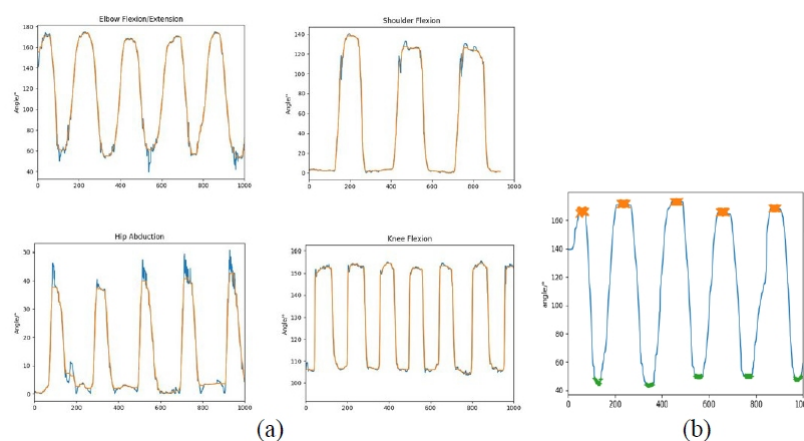 Elbow Flexion/Extension
Angle/°
180
160
140
120
100
80
60
40
0 200 400 600 800 1000
Shoulder Flexion
Angle/°
140
120
100
80
60
40
20
0
0 200 400 600 800 1000
Hip Abduction
Angle/°
50
40
30
20
10
0
0 200 400 600 800 1000
Knee Flexion
Angle/°
160
150
140
130
120
110
100
0 200 400 600 800 1000
(a)
angle/°
160
140
120
100
80
60
40
0 200 400 600 800 1000
(b)